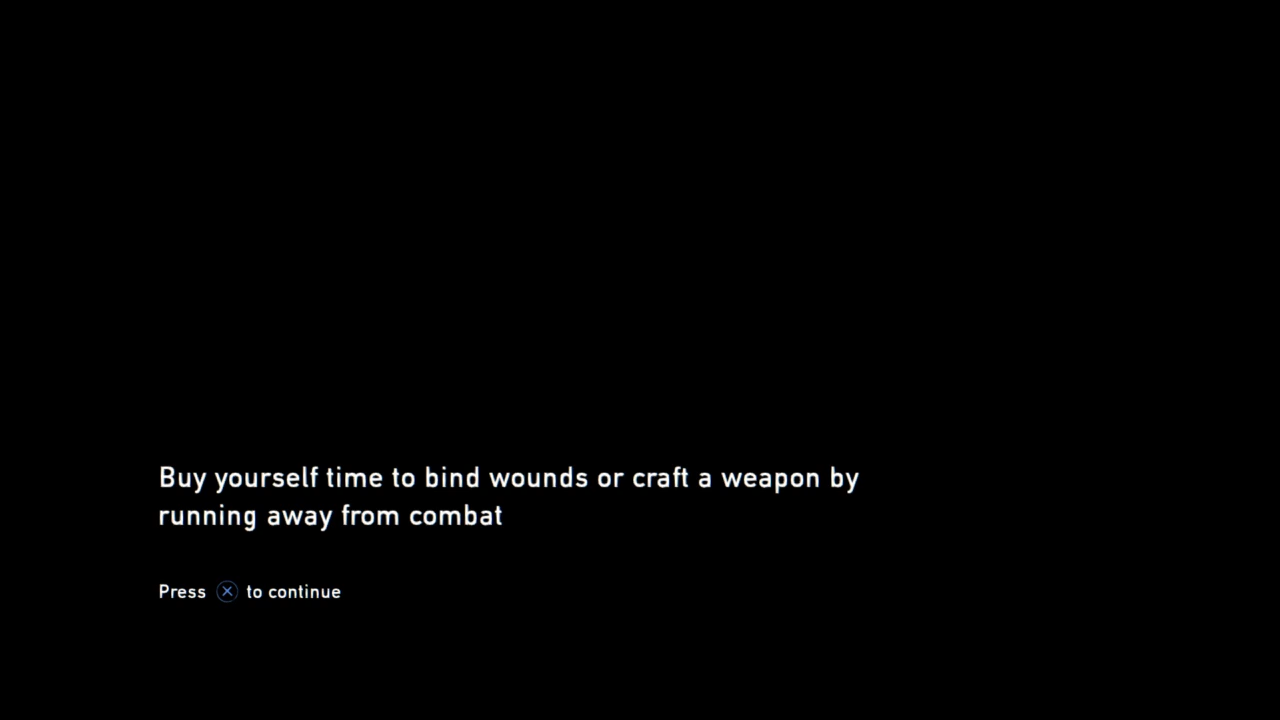 Buy yourself time to bind wounds or craft a weapon by
running away from combat
Press ⓧ to continue